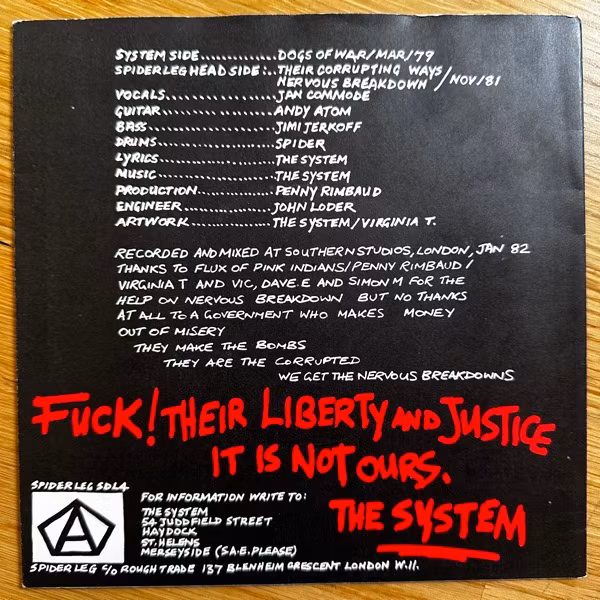 SYSTEM SIDE.............DOGS OF WAR/MAR/79
SPIDERLEG HEAD SIDE:..THEIR CORRUPTING WAYS/
NERVOUS BREAKDOWN / NOV/81
VOCALS..................JAN COMMODE
GUITAR..................ANDY ATOM
BASS....................JIMI JERKOFF
DRUMS..................SPIDER
LYRICS..................THE SYSTEM
MUSIC...................THE SYSTEM
PRODUCTION............PENNY RIMBAUD
ENGINEER...............JOHN LODER
ARTWORK...............THE SYSTEM/VIRGINIA T.
RECORDED AND MIXED AT SOUTHERN STUDIOS, LONDON, JAN 82
THANKS TO FLUX OF PINK INDIANS/PENNY RIMBAUD/
VIRGINIA T AND VIC, DAVE.E AND SIMON M FOR THE
HELP ON NERVOUS BREAKDOWN BUT NO THANKS
AT ALL TO A GOVERNMENT WHO MAKES MONEY
OUT OF MISERY
THEY MAKE THE BOMBS
THEY ARE THE CORRUPTED
WE GET THE NERVOUS BREAKDOWNS
FUCK! THEIR LIBERTY AND JUSTICE
IT IS NOT OURS.
THE SYSTEM
SPIDERLEG SDL4
A
FOR INFORMATION WRITE TO:
THE SYSTEM
54 JUDDFIELD STREET
HAYDOCK
ST. HELENS
MERSEYSIDE (S.A.E. PLEASE)
SPIDERLEG C/O ROUGH TRADE 137 BLENHEIM CRESCENT LONDON W.11.